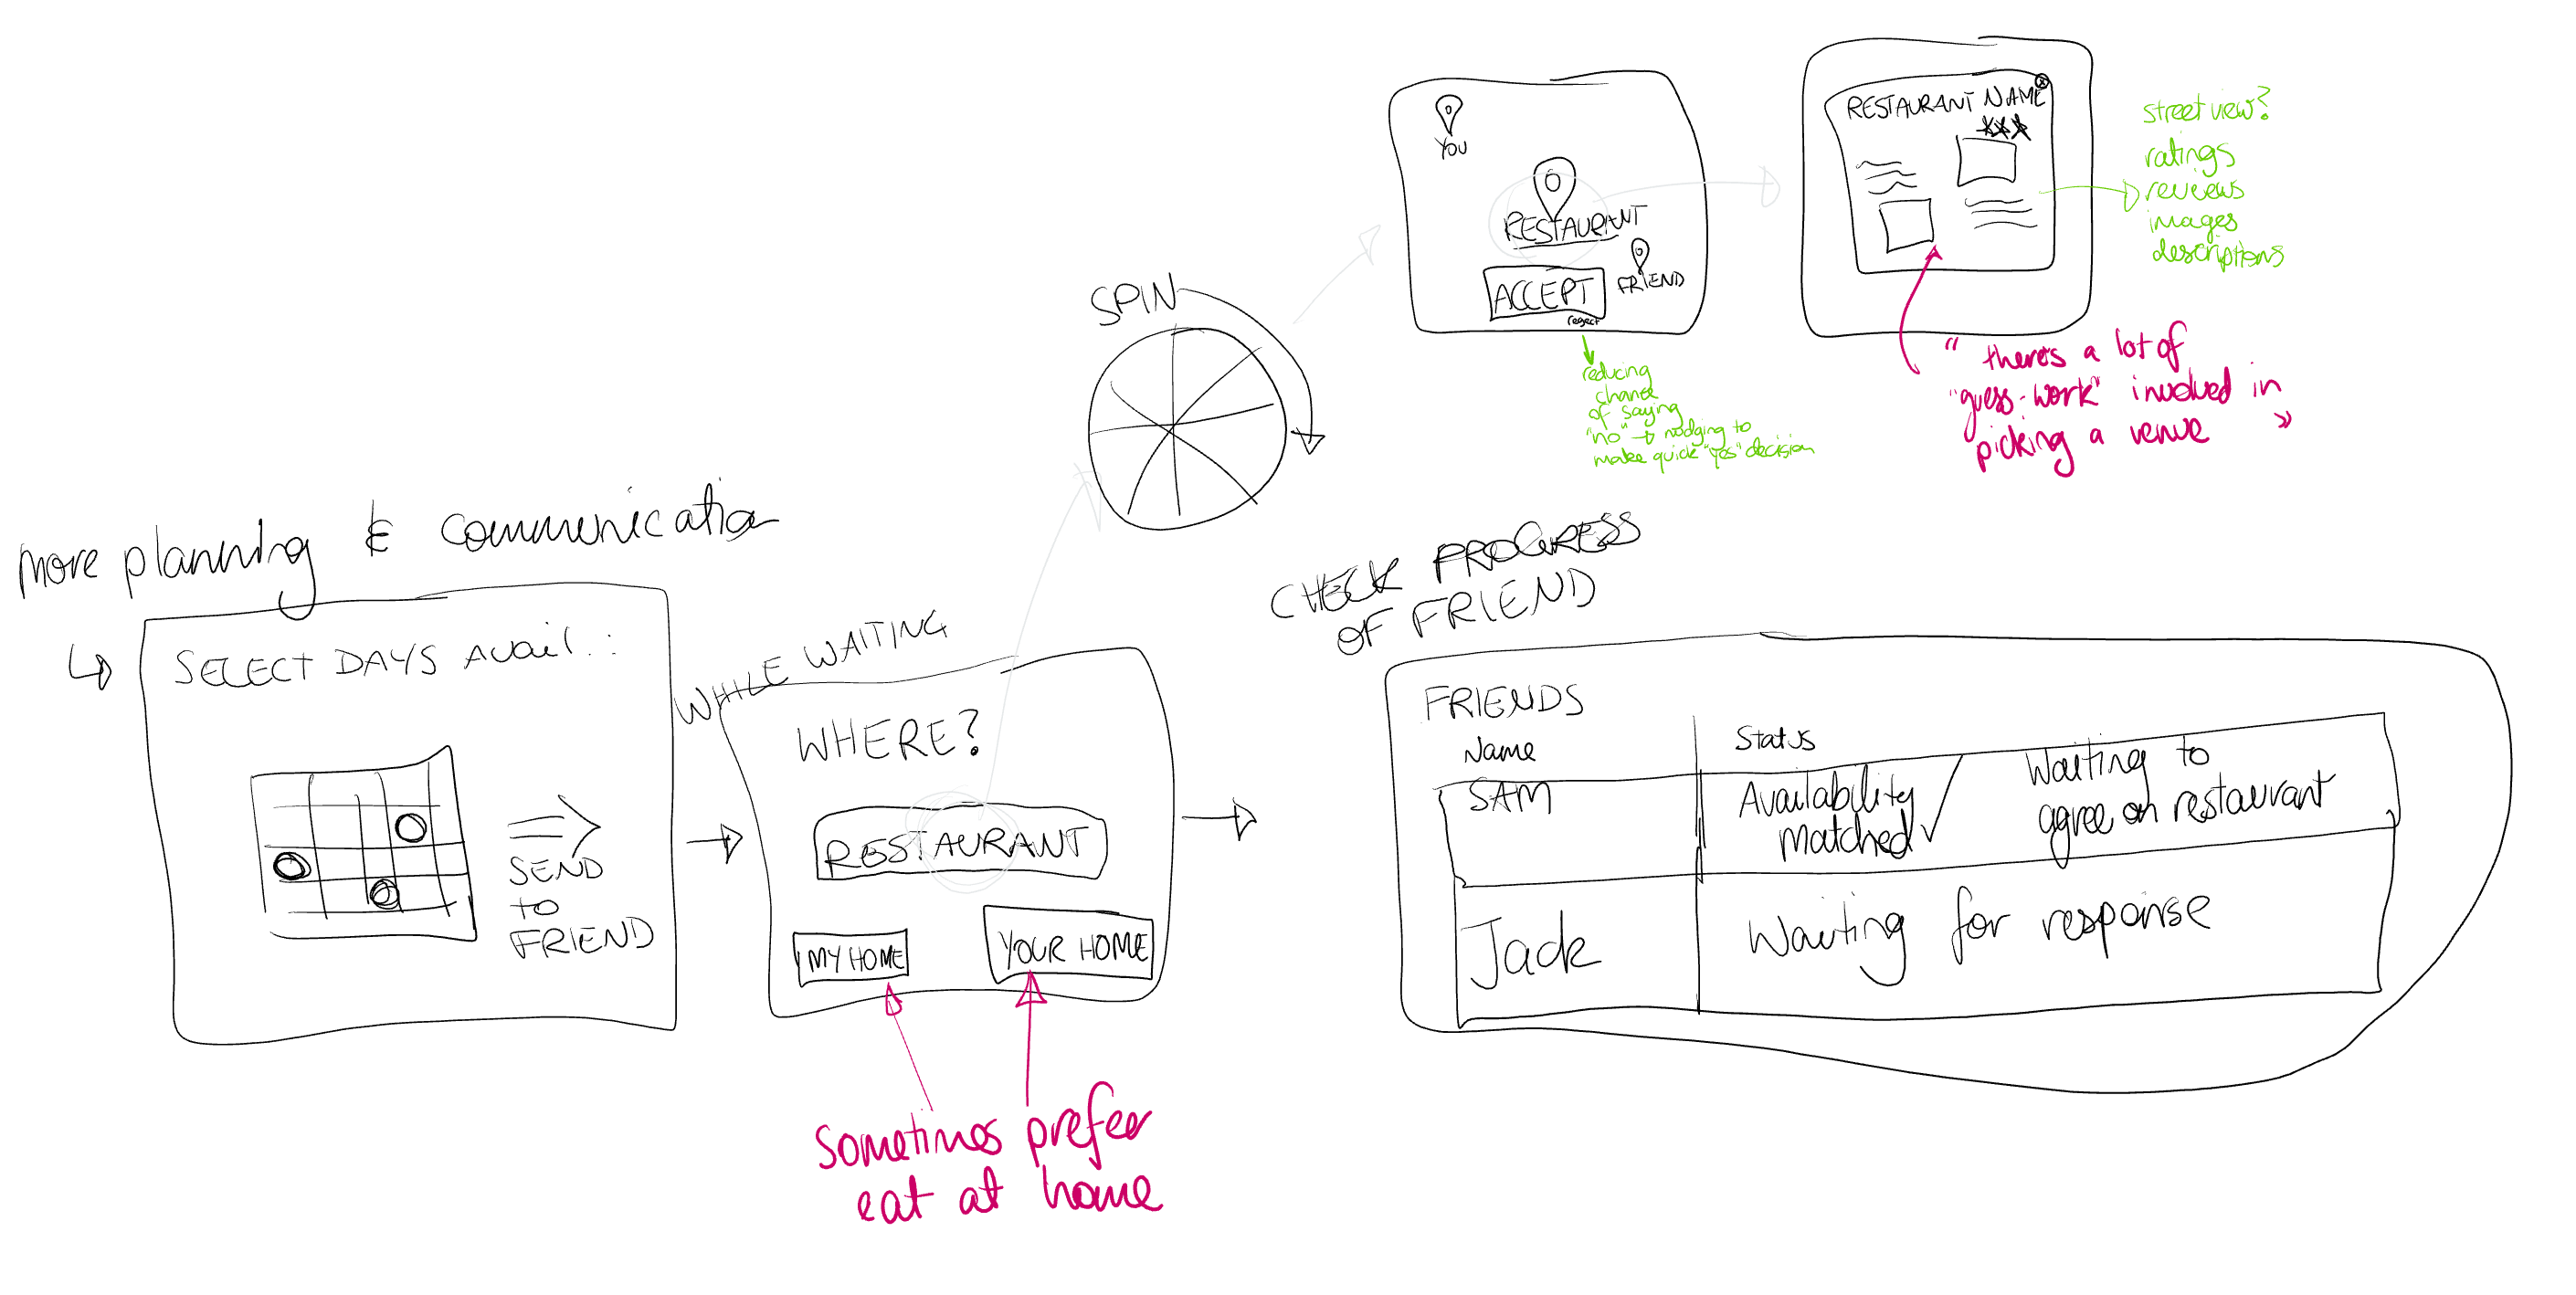 more planning & communication
SELECT DAYS AVAIL.:
SEND
to
FRIEND
WHILE WAITING
WHERE?
RESTAURANT
MY HOME
YOUR HOME
Sometimes prefer
eat at home
SPIN
YOU
RESTAURANT
FRIEND
ACCEPT
reject
reducing
chance
of saying
"no" → nudging to
make quick "yes" decision
RESTAURANT NAME
street view?
ratings
reviews
images
descriptions
" there's a lot of
"guess-work" involved in
picking a venue "
CHECK PROGRESS
OF FRIEND
FRIENDS
Name
Status
SAM
Availability
Matched ✓
Waiting to
agree on restaurant
Jack
Waiting for response